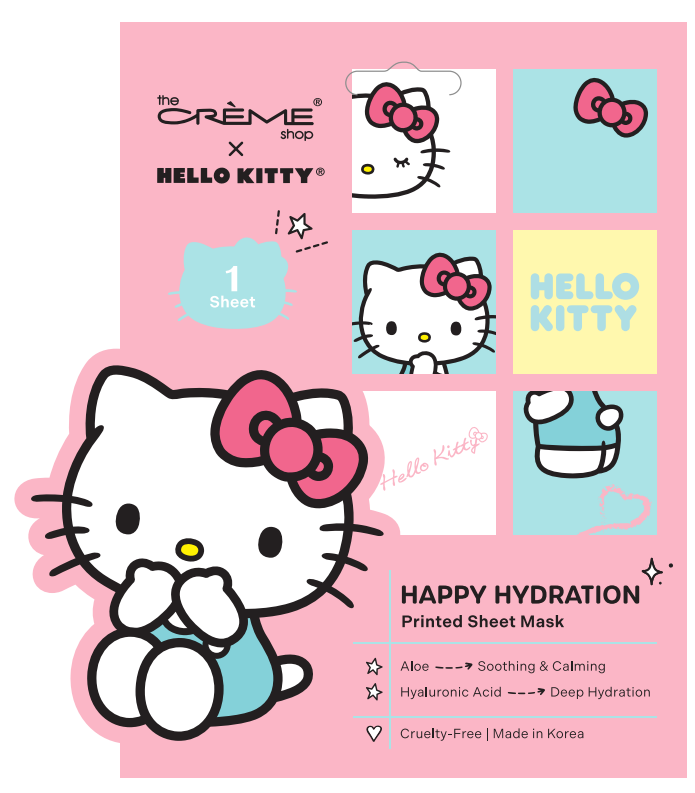 the
CRÈME®
shop
×
HELLO KITTY®
1
Sheet
HELLO
KITTY
Hello Kitty
HAPPY HYDRATION
Printed Sheet Mask
Aloe ---→ Soothing & Calming
Hyaluronic Acid ---→ Deep Hydration
Cruelty-Free | Made in Korea